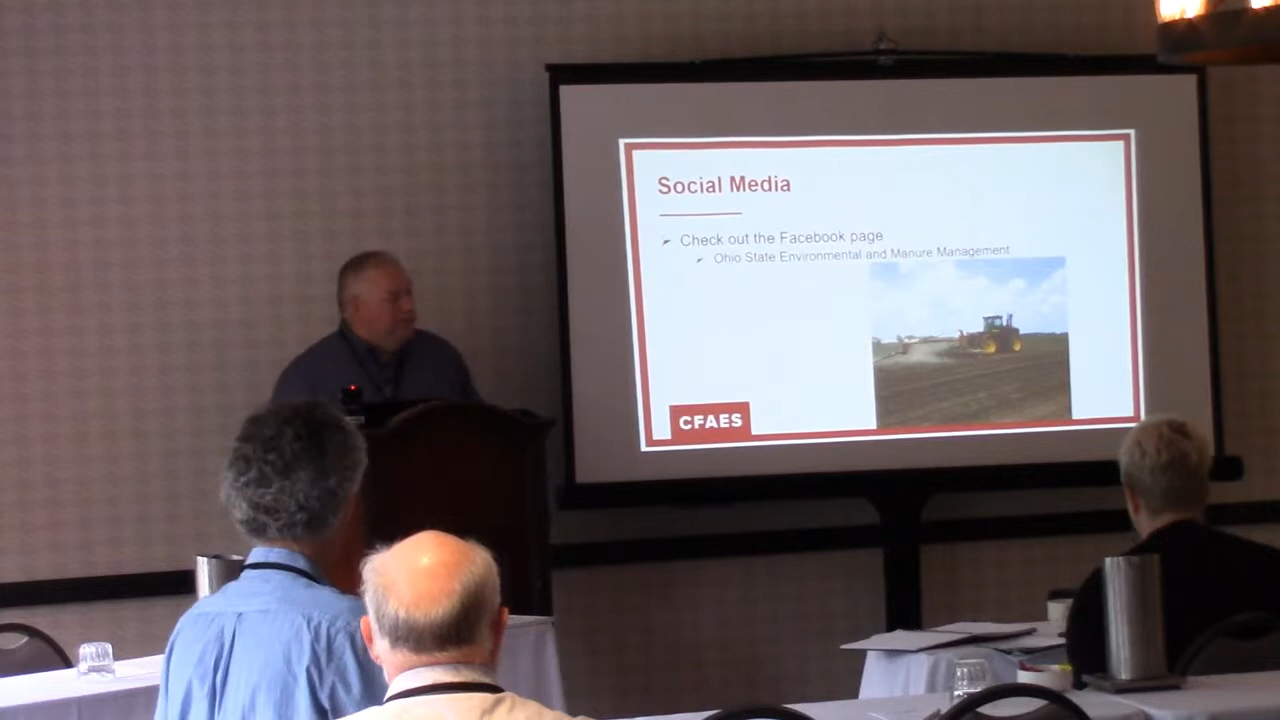 Social Media
Check out the Facebook page
Ohio State Environmental and Manure Management
CFAES